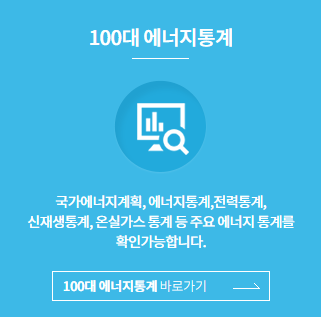 100대 에너지통계
국가에너지계획, 에너지통계,전력통계,
신재생통계, 온실가스 통계 등 주요 에너지 통계를
확인가능합니다.
100대 에너지통계 바로가기